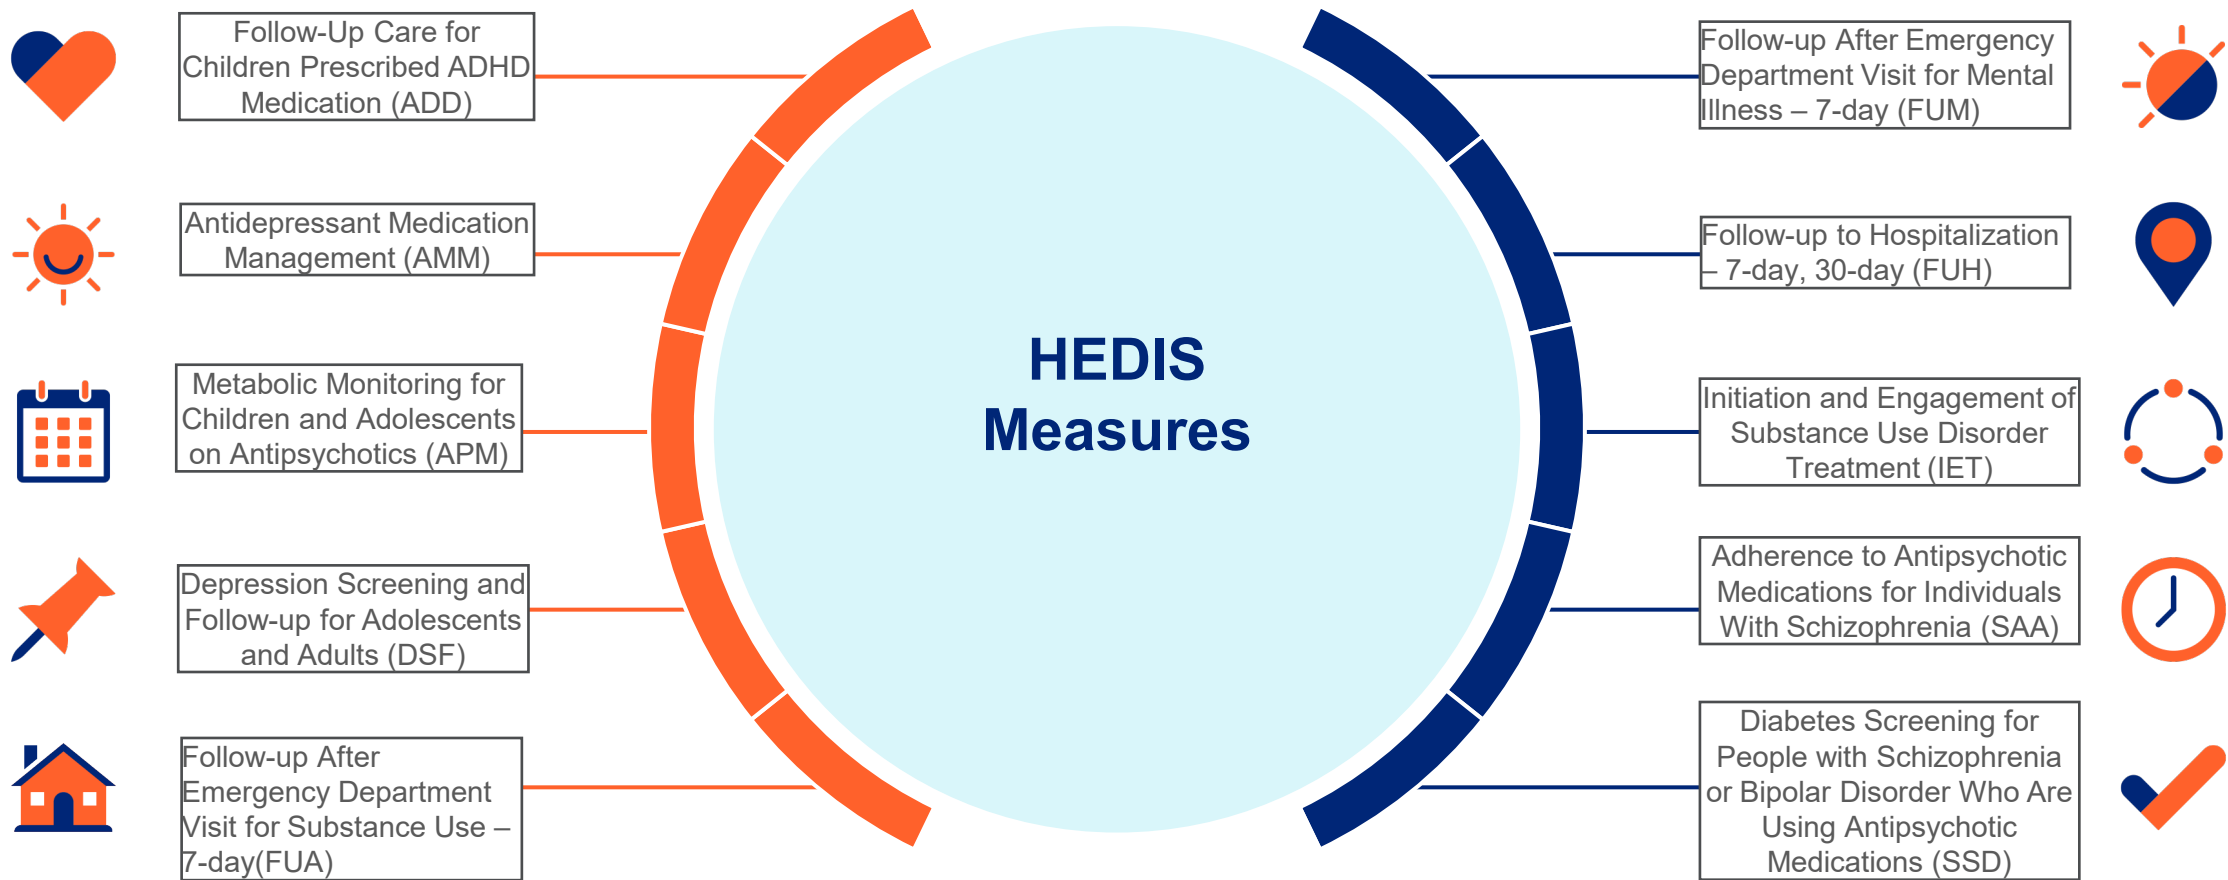 Follow-Up Care for
Children Prescribed ADHD
Medication (ADD)
Antidepressant Medication
Management (AMM)
Metabolic Monitoring for
Children and Adolescents
on Antipsychotics (APM)
Depression Screening and
Follow-up for Adolescents
and Adults (DSF)
Follow-up After
Emergency Department
Visit for Substance Use –
7-day(FUA)
HEDIS
Measures
Follow-up After Emergency
Department Visit for Mental
Illness – 7-day (FUM)
Follow-up to Hospitalization
– 7-day, 30-day (FUH)
Initiation and Engagement of
Substance Use Disorder
Treatment (IET)
Adherence to Antipsychotic
Medications for Individuals
With Schizophrenia (SAA)
Diabetes Screening for
People with Schizophrenia
or Bipolar Disorder Who Are
Using Antipsychotic
Medications (SSD)